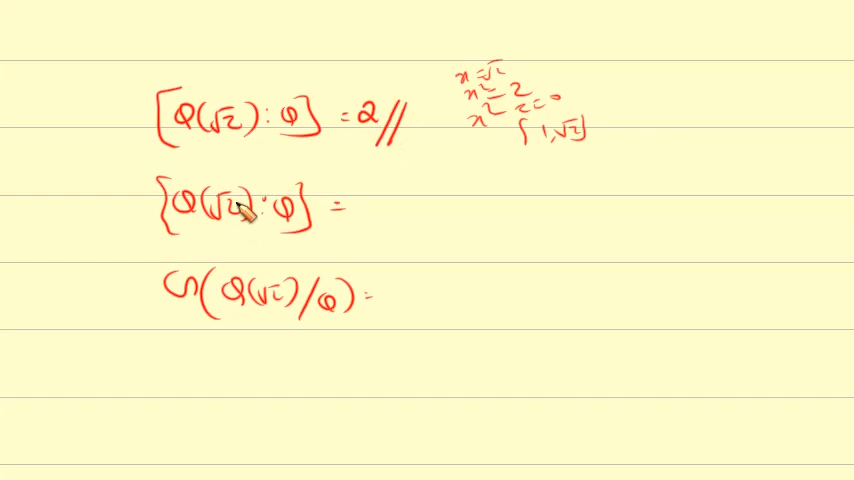 [Q(√2) : Q] = 2//
x = √2
x² = 2
x² 2 = 0
{1, √2}
{Q(√2) : Q} =
G(Q(√2)/Q) =